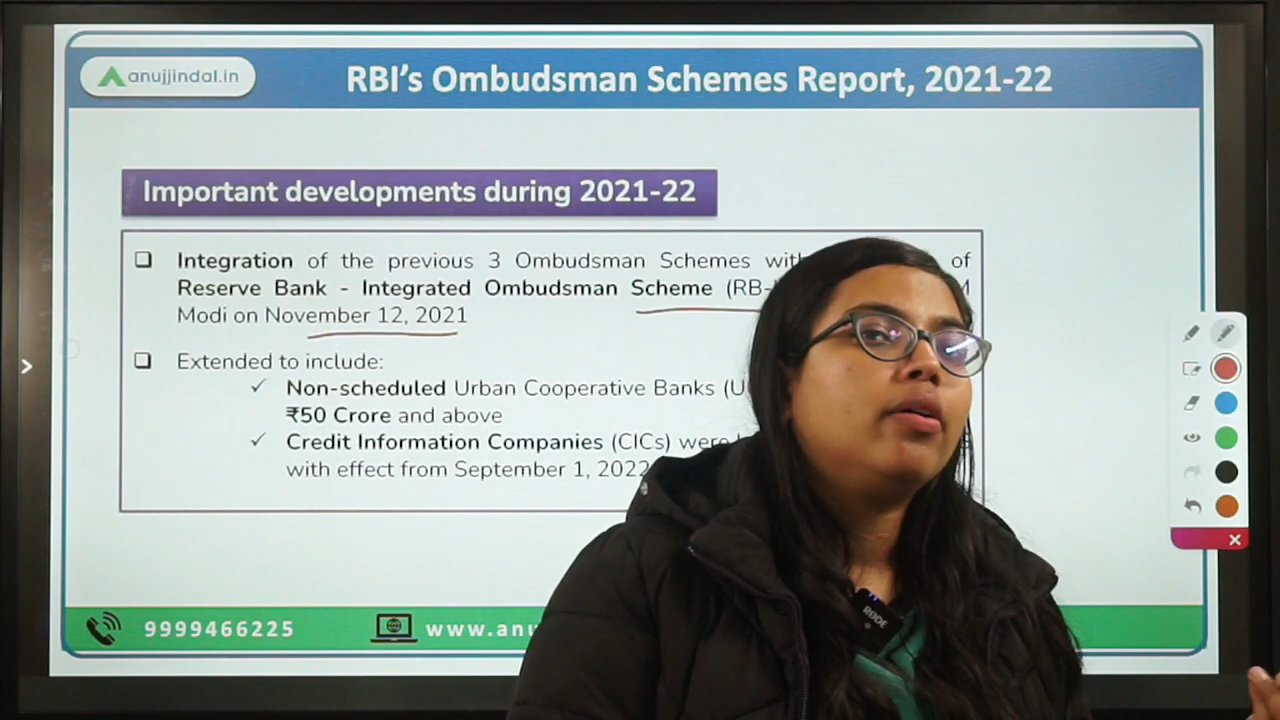 anujjindal.in
RBI's Ombudsman Schemes Report, 2021-22
Important developments during 2021-22
❑ Integration of the previous 3 Ombudsman Schemes with of
Reserve Bank - Integrated Ombudsman Scheme
Modi on November 12, 2021
❑ Extended to include:
✓ Non-scheduled Urban Cooperative Banks
₹50 Crore and above
✓ Credit Information Companies (CICs) were
with effect from September 1, 2022
9999466225
RØDE